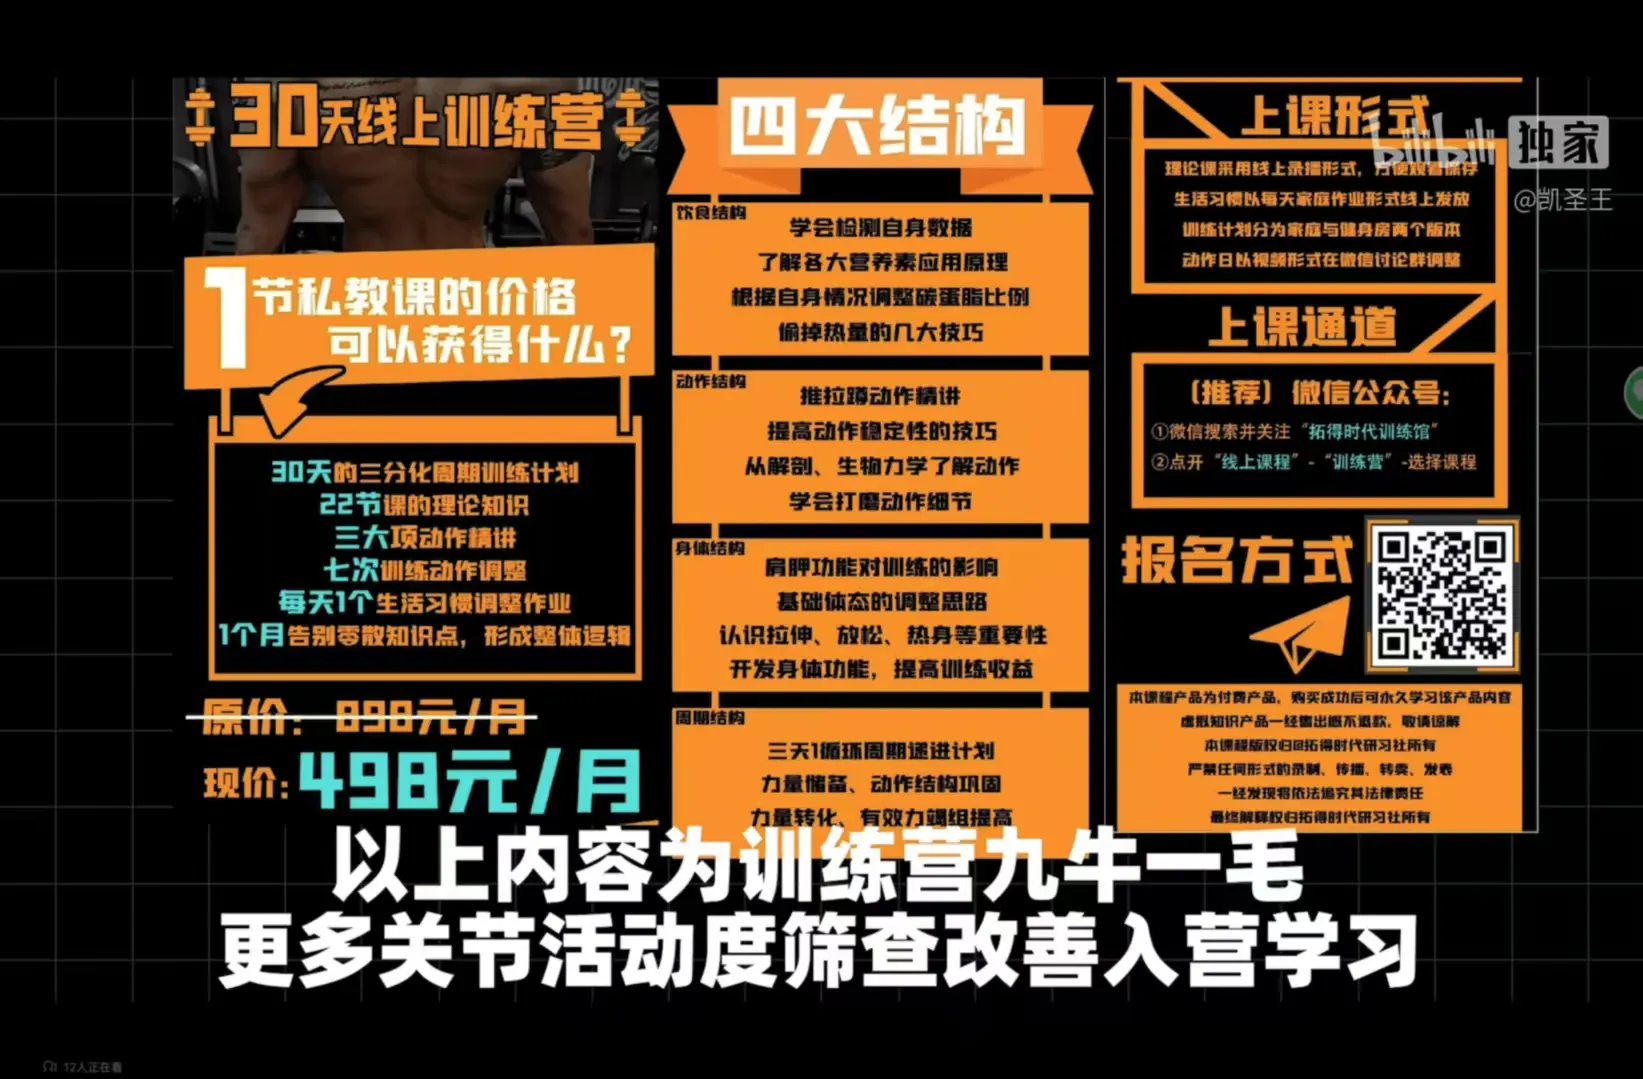 30天线上训练营
1节私教课的价格
可以获得什么?
30天的三分化周期训练计划
22节课的理论知识
三大项动作精讲
七次训练动作调整
每天1个生活习惯调整作业
1个月告别零散知识点，形成整体逻辑
原价：898元/月
现价:498元/月
四大结构
饮食结构
学会检测自身数据
了解各大营养素应用原理
根据自身情况调整碳蛋脂比例
偷掉热量的几大技巧
动作结构
推拉蹲动作精讲
提高动作稳定性的技巧
从解剖、生物力学了解动作
学会打磨动作细节
身体结构
肩胛功能对训练的影响
基础体态的调整思路
认识拉伸、放松、热身等重要性
开发身体功能，提高训练收益
周期结构
三天1循环周期递进计划
力量储备、动作结构巩固
力量转化、有效力竭组提高
上课形式
理论课采用线上录播形式，方便观看保存
生活习惯以每天家庭作业形式线上发放
训练计划分为家庭与健身房两个版本
动作日以视频形式在微信讨论群调整
上课通道
（推荐）微信公众号：
①微信搜索并关注“拓得时代训练馆”
②点开“线上课程”-“训练营”-选择课程
报名方式
本课程产品为付费产品，购买成功后可永久学习该产品内容
虚拟知识产品一经售出概不退款，敬请谅解
本课程版权归@拓得时代研习社所有
严禁任何形式的录制、传播、转卖、发表
一经发现将依法追究其法律责任
最终解释权归拓得时代研习社所有
bilibili 独家
@凯圣王
以上内容为训练营九牛一毛
更多关节活动度筛查改善入营学习
12人正在看